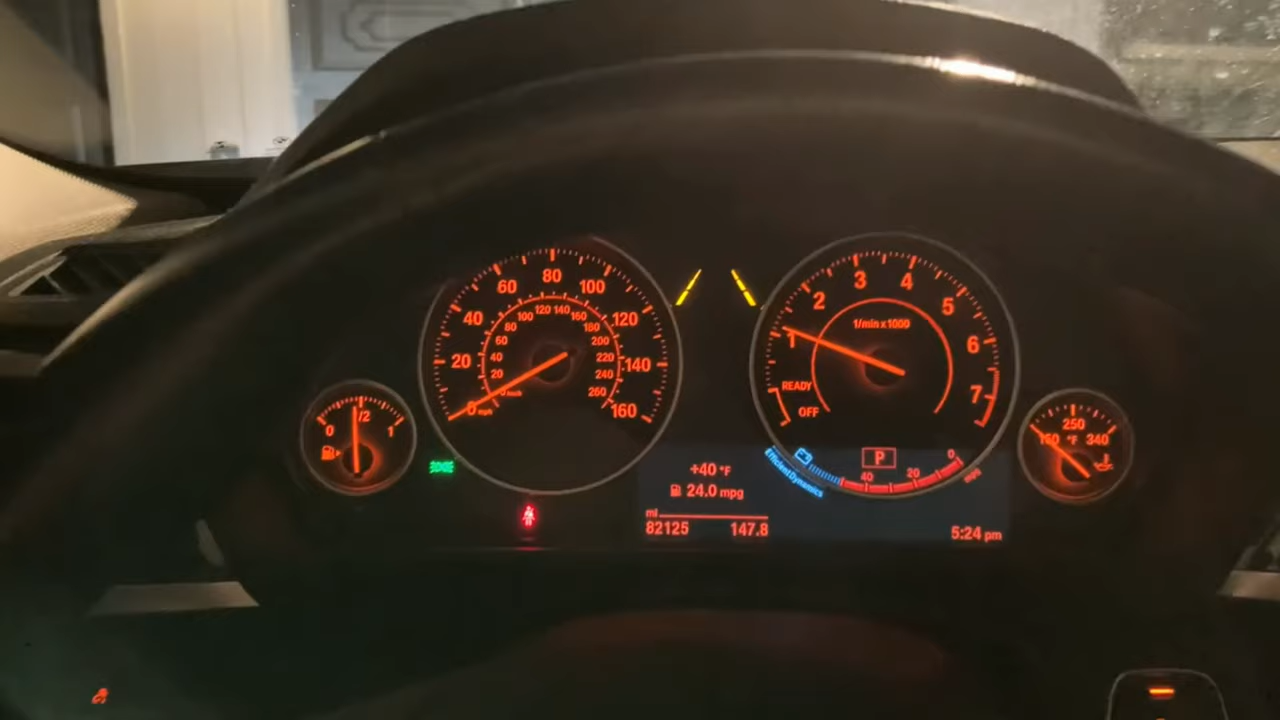 0 1/2 1
0 20 40 60 80 100 120 140 160
mph
20 40 60 80 100 120 140 160 180 200 220 240 260
km/h
1 2 3 4 5 6 7
1/min x 1000
READY
OFF
EfficientDynamics
P
40 20 0
mpg
+40 °F
24.0 mpg
mi
82125 147.8
5:24 pm
250
°F 340